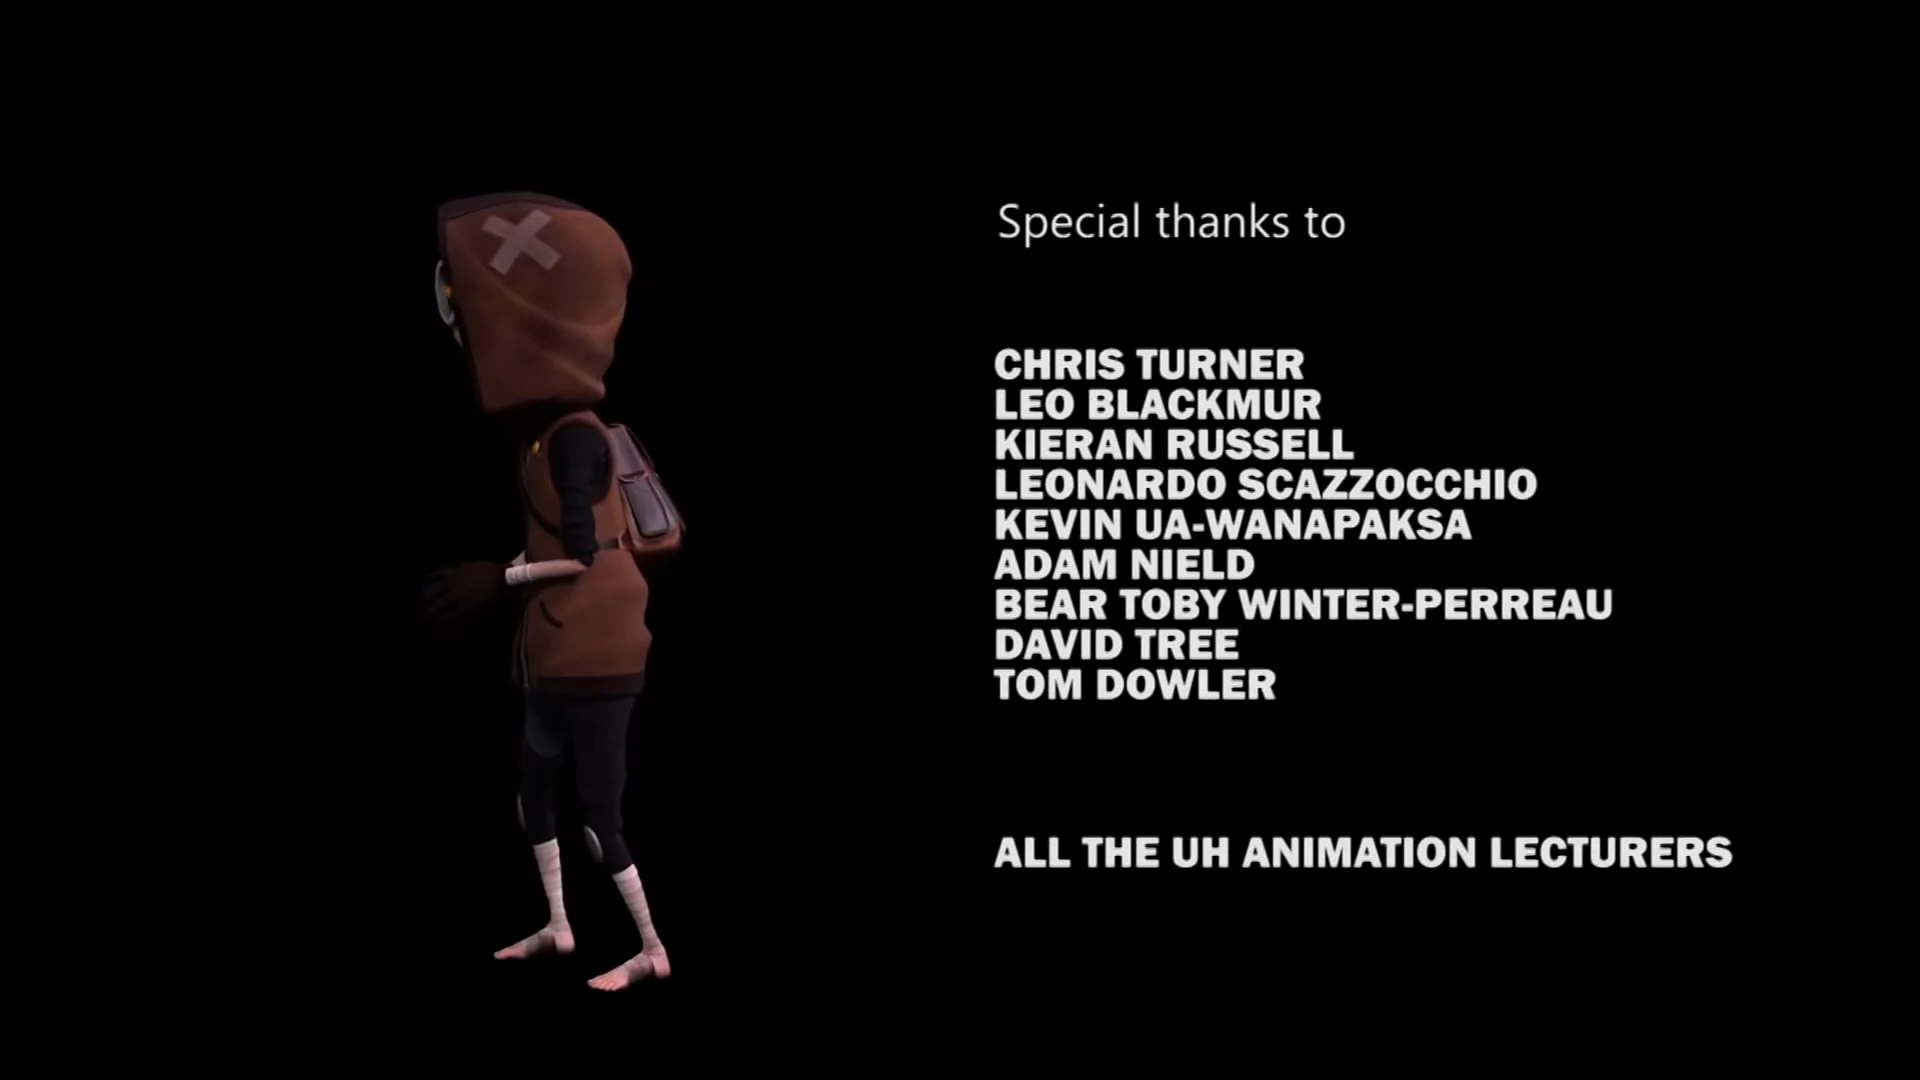 Special thanks to
CHRIS TURNER
LEO BLACKMUR
KIERAN RUSSELL
LEONARDO SCAZZOCCHIO
KEVIN UA-WANAPAKSA
ADAM NIELD
BEAR TOBY WINTER-PERREAU
DAVID TREE
TOM DOWLER
ALL THE UH ANIMATION LECTURERS